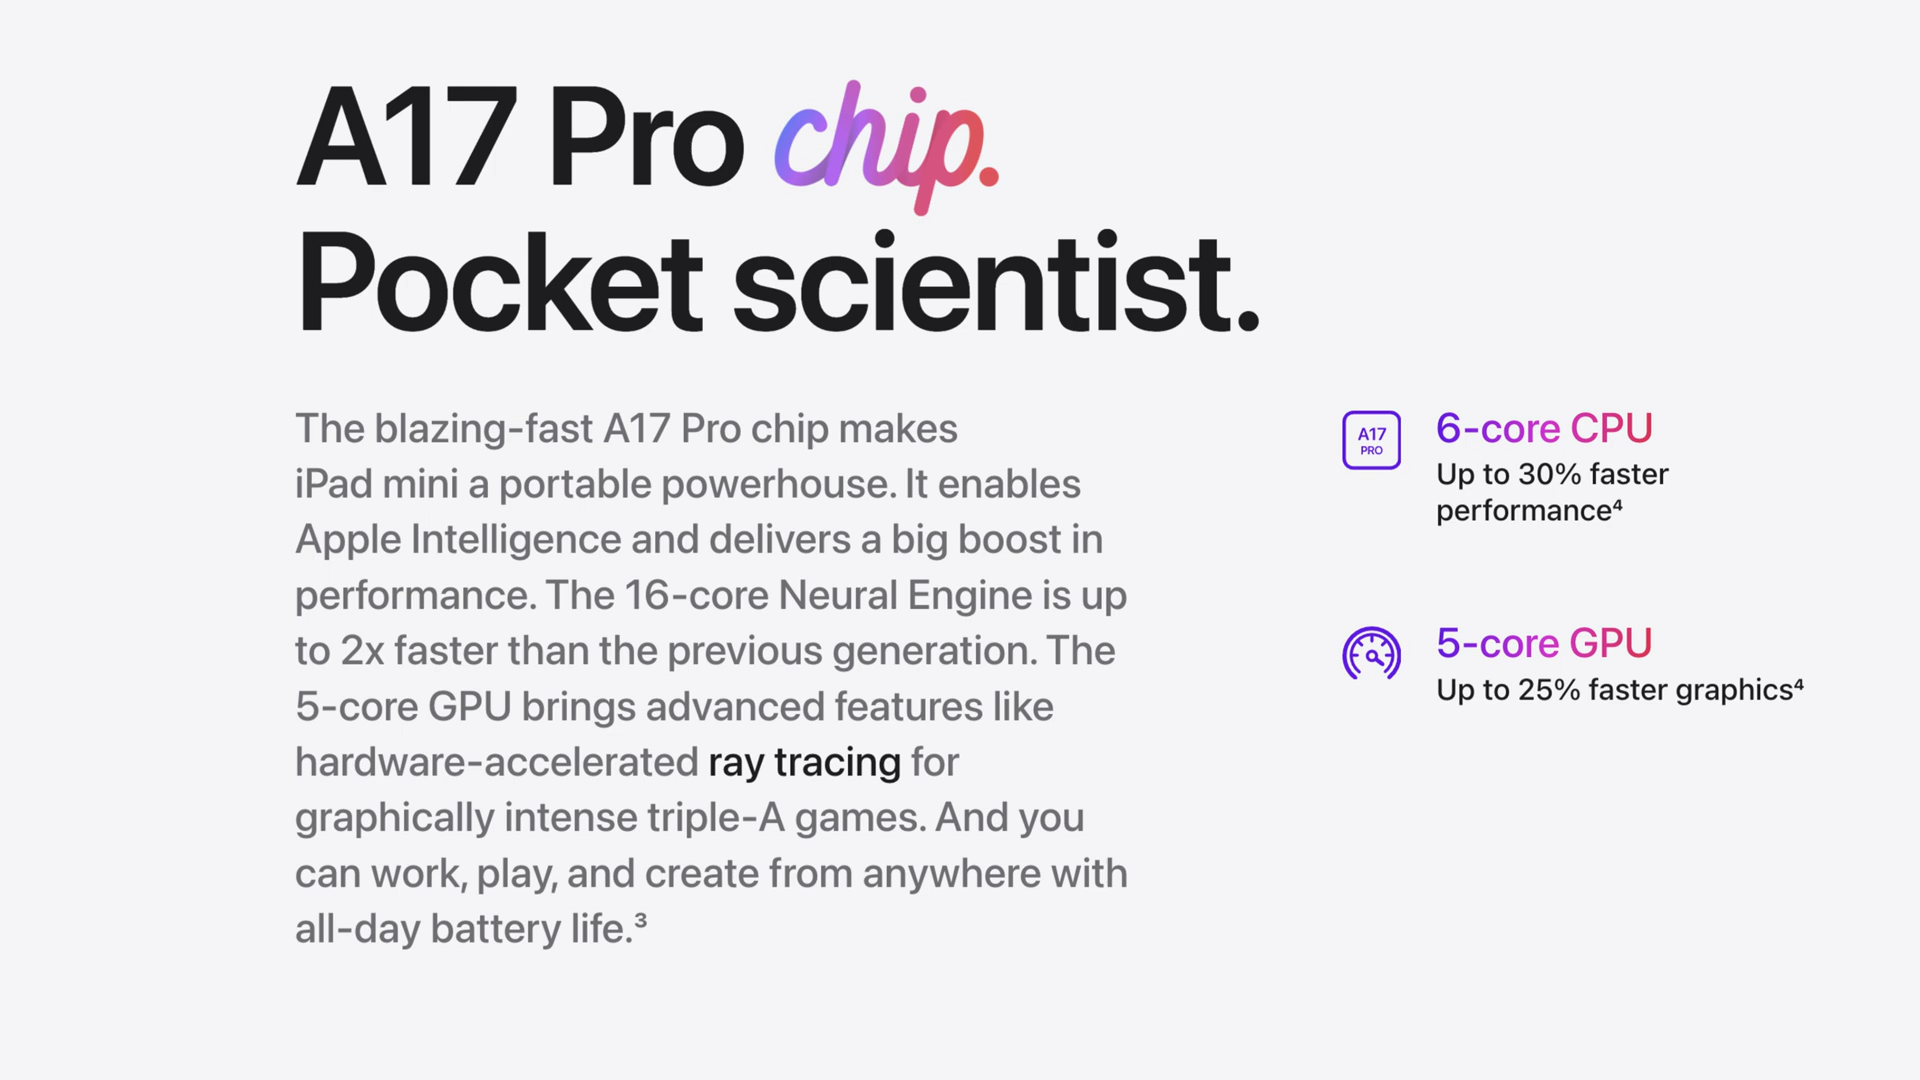 A17 Pro chip.
Pocket scientist.
The blazing-fast A17 Pro chip makes
iPad mini a portable powerhouse. It enables
Apple Intelligence and delivers a big boost in
performance. The 16-core Neural Engine is up
to 2x faster than the previous generation. The
5-core GPU brings advanced features like
hardware-accelerated ray tracing for
graphically intense triple-A games. And you
can work, play, and create from anywhere with
all-day battery life.³
A17
PRO
6-core CPU
Up to 30% faster
performance⁴
5-core GPU
Up to 25% faster graphics⁴